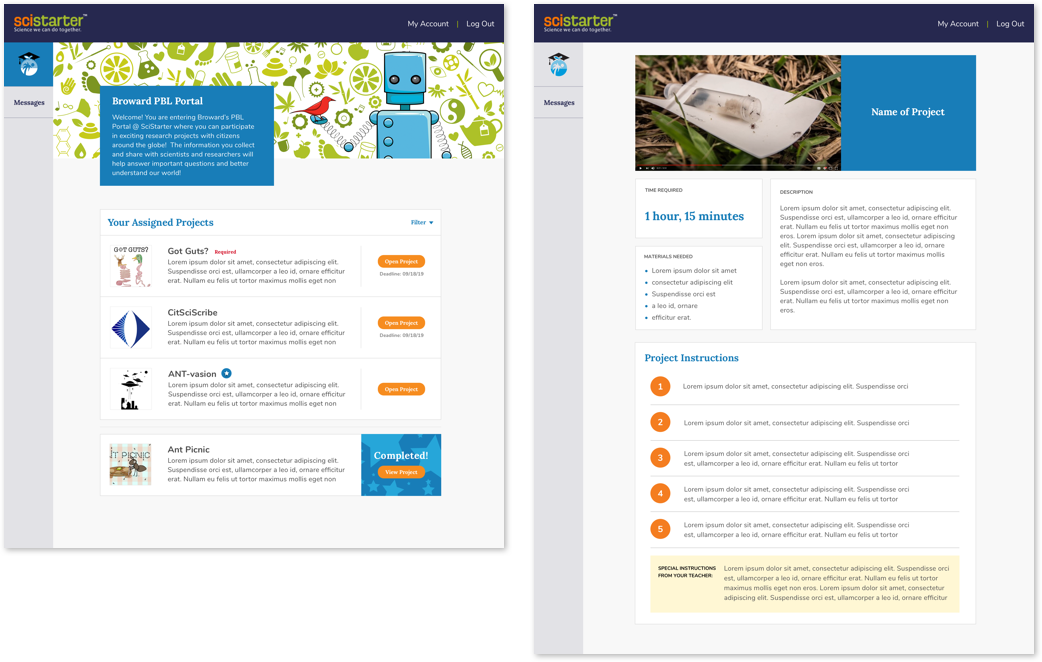 scistarter™
Science we can do together.
My Account | Log Out
Messages
Broward PBL Portal
Welcome! You are entering Broward's PBL
Portal @ SciStarter where you can participate
in exciting research projects with citizens
around the globe! The information you collect
and share with scientists and researchers will
help answer important questions and better
understand our world!
Your Assigned Projects
Filter
GOT GUTS?
Got Guts? Required
Lorem ipsum dolor sit amet, consectetur adipiscing elit.
Suspendisse orci est, ullamcorper a leo id, ornare efficitur
erat. Nullam eu felis ut tortor maximus mollis eget non
Open Project
Deadline: 09/18/19
CitSciScribe
Lorem ipsum dolor sit amet, consectetur adipiscing elit.
Suspendisse orci est, ullamcorper a leo id, ornare efficitur
erat. Nullam eu felis ut tortor maximus mollis eget non
Open Project
Deadline: 09/18/19
ANT-vasion
Lorem ipsum dolor sit amet, consectetur adipiscing elit.
Suspendisse orci est, ullamcorper a leo id, ornare efficitur
erat. Nullam eu felis ut tortor maximus mollis eget non
Open Project
PICNIC
Ant Picnic
Lorem ipsum dolor sit amet, consectetur adipiscing elit.
Suspendisse orci est, ullamcorper a leo id, ornare efficitur
erat. Nullam eu felis ut tortor maximus mollis eget non
Completed!
View Project
scistarter™
Science we can do together.
My Account | Log Out
Messages
Name of Project
TIME REQUIRED
1 hour, 15 minutes
MATERIALS NEEDED
• Lorem ipsum dolor sit amet
• consectetur adipiscing elit
• Suspendisse orci est
• a leo id, ornare
• efficitur erat.
DESCRIPTION
Lorem ipsum dolor sit amet, consectetur adipiscing elit.
Suspendisse orci est, ullamcorper a leo id, ornare efficitur
erat. Nullam eu felis ut tortor maximus mollis eget non
eros. Lorem ipsum dolor sit amet, consectetur adipiscing
elit. Suspendisse orci est, ullamcorper a leo id, ornare
efficitur erat. Nullam eu felis ut tortor maximus mollis
eget non eros.
Lorem ipsum dolor sit amet, consectetur adipiscing elit.
Suspendisse orci est, ullamcorper a leo id, ornare efficitur
erat. Nullam eu felis ut tortor maximus mollis eget non
eros.
Project Instructions
1 Lorem ipsum dolor sit amet, consectetur adipiscing elit. Suspendisse orci
2 Lorem ipsum dolor sit amet, consectetur adipiscing elit.
3 Lorem ipsum dolor sit amet, consectetur adipiscing elit. Suspendisse orci
est, ullamcorper a leo id, ornare efficitur erat. Nullam eu felis ut tortor
4 Lorem ipsum dolor sit amet, consectetur adipiscing elit. Suspendisse orci
est, ullamcorper a leo id, ornare efficitur erat. Nullam eu felis ut tortor
5 Lorem ipsum dolor sit amet, consectetur adipiscing elit. Suspendisse orci
est, ullamcorper a leo id, ornare efficitur erat. Nullam eu felis ut tortor
SPECIAL INSTRUCTIONS
FROM YOUR TEACHER:
Lorem ipsum dolor sit amet, consectetur adipiscing elit. Suspendisse orci
est, ullamcorper a leo id, ornare efficitur erat. Nullam eu felis ut tortor
maximus mollis eget non eros. Lorem ipsum dolor sit amet, consectetur
adipiscing elit. Suspendisse orci est, ullamcorper a leo id, ornare efficitur